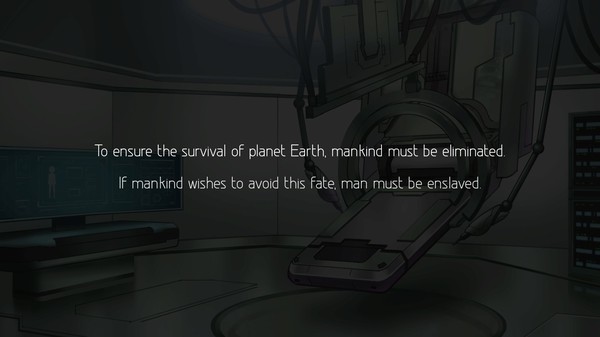 To ensure the survival of planet Earth, mankind must be eliminated.
If mankind wishes to avoid this fate, man must be enslaved.